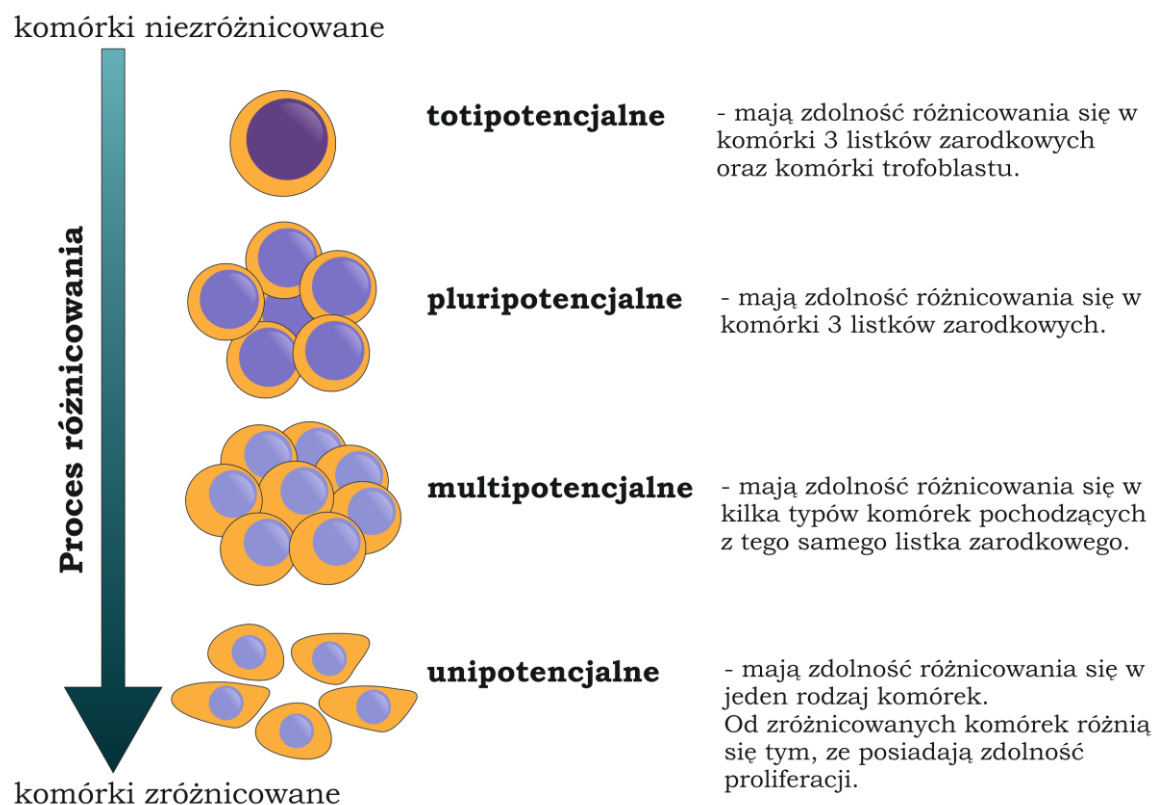 komórki niezróżnicowane
Proces różnicowania
totipotencjalne
- mają zdolność różnicowania się w
komórki 3 listków zarodkowych
oraz komórki trofoblastu.
pluripotencjalne
- mają zdolność różnicowania się w
komórki 3 listków zarodkowych.
multipotencjalne
- mają zdolność różnicowania się w
kilka typów komórek pochodzących
z tego samego listka zarodkowego.
unipotencjalne
- mają zdolność różnicowania się w
jeden rodzaj komórek.
Od zróżnicowanych komórek różnią
się tym, ze posiadają zdolność
proliferacji.
komórki zróżnicowane